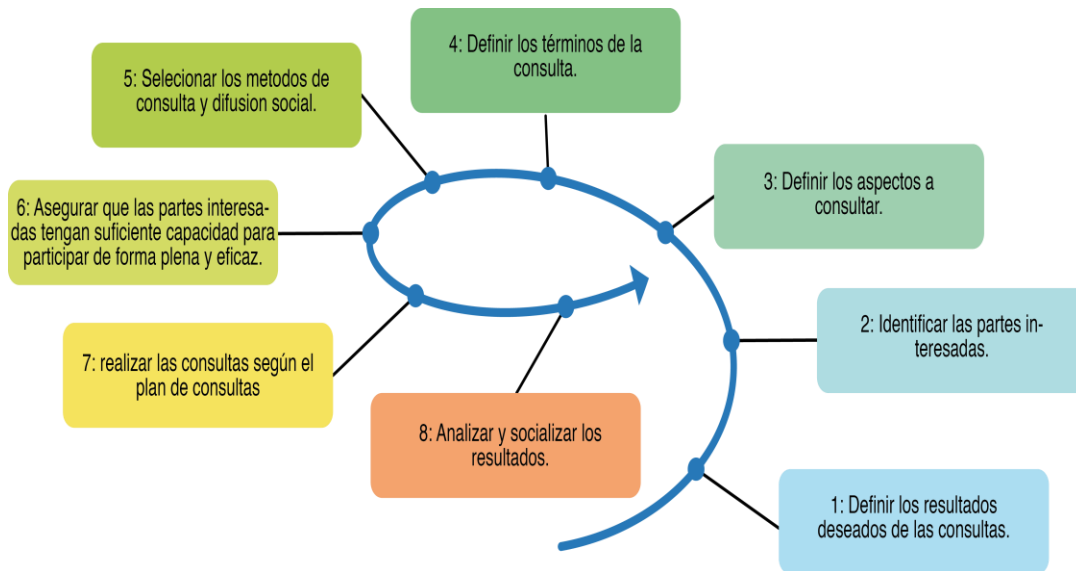 4: Definir los términos de la
consulta.
5: Selecionar los metodos de
consulta y difusion social.
3: Definir los aspectos a
consultar.
6: Asegurar que las partes interesa-
das tengan suficiente capacidad para
participar de forma plena y eficaz.
2: Identificar las partes in-
teresadas.
7: realizar las consultas según el
plan de consultas
8: Analizar y socializar los
resultados.
1: Definir los resultados
deseados de las consultas.